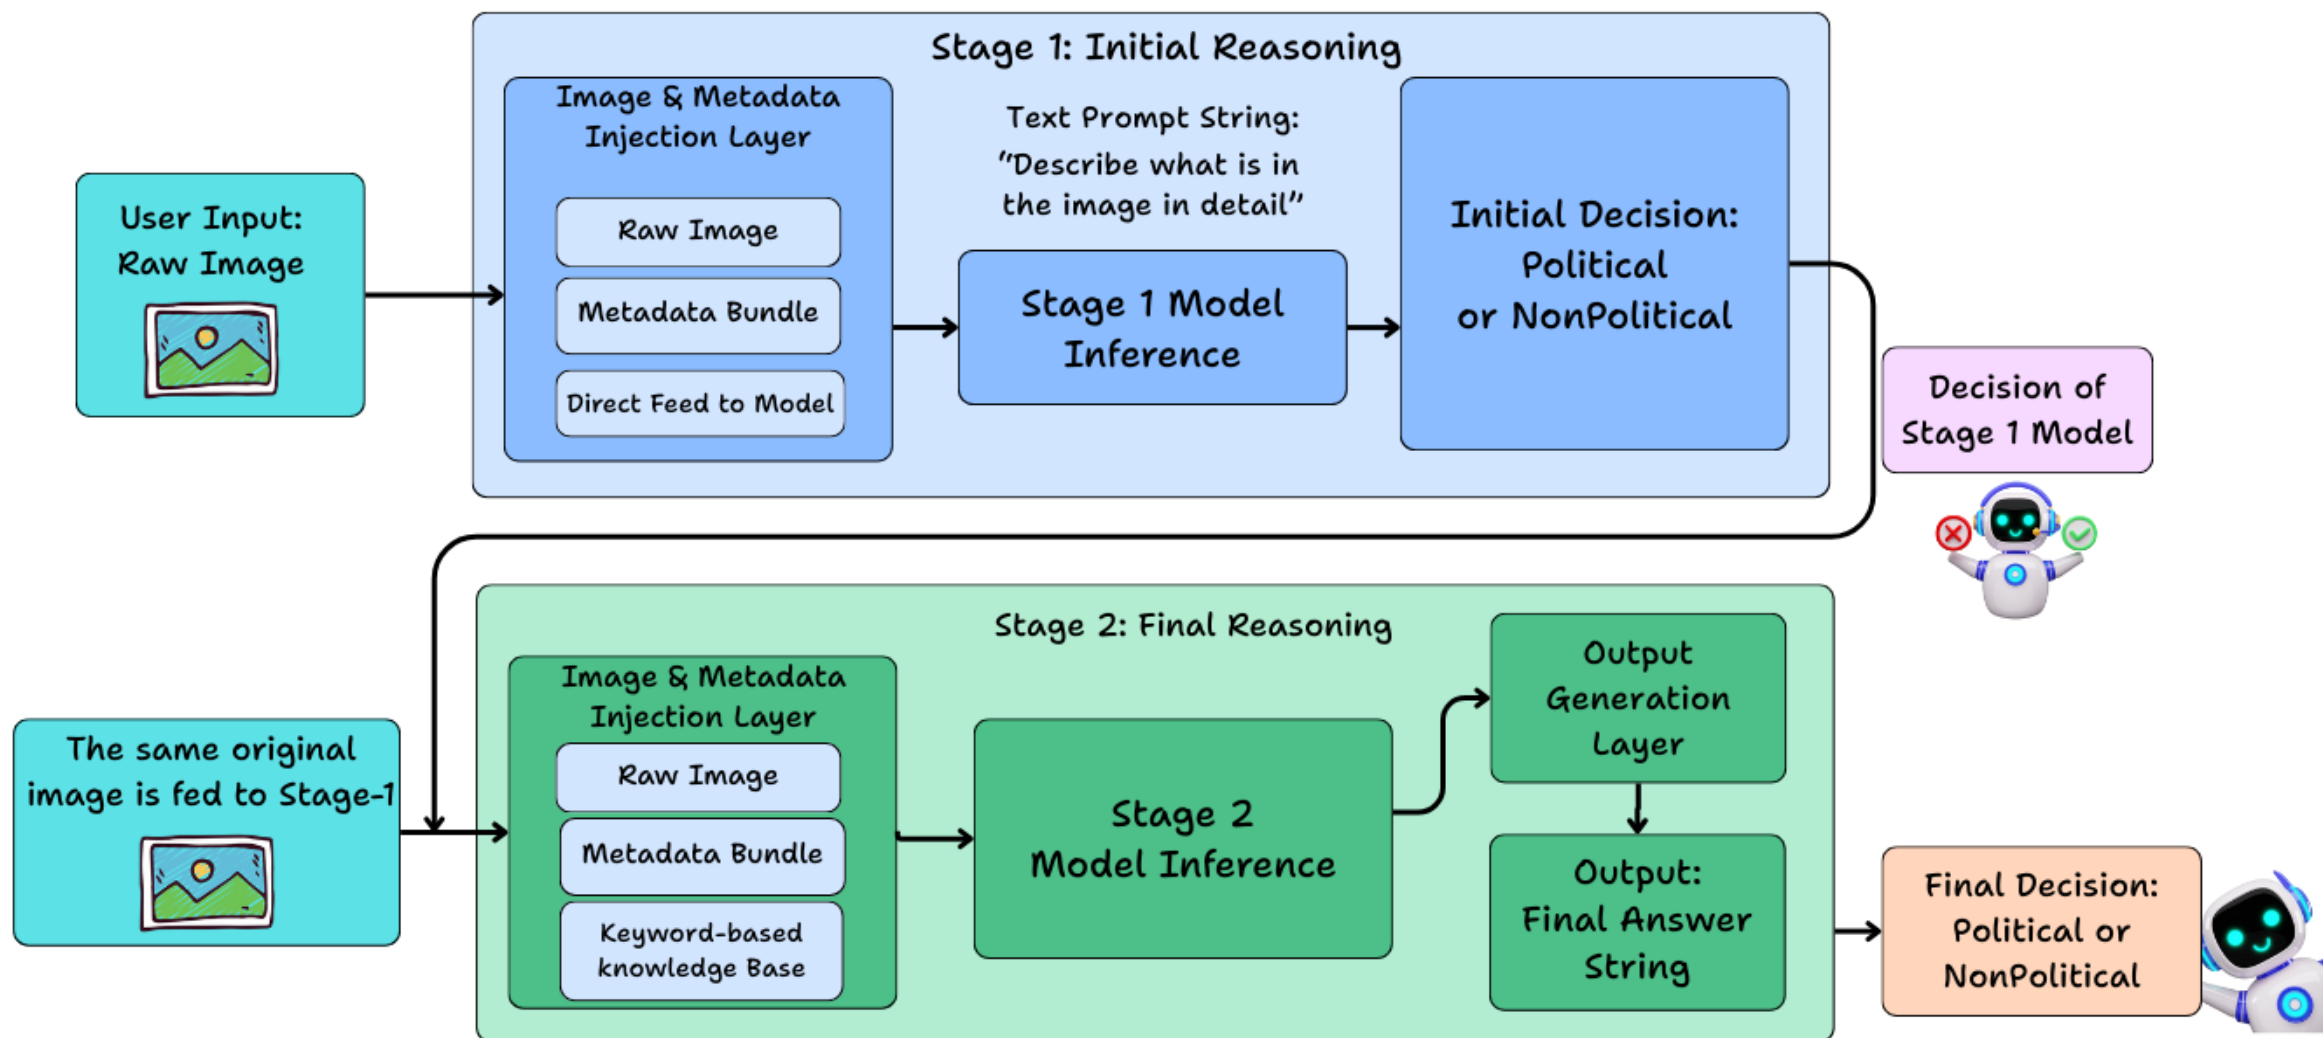 Stage 1: Initial Reasoning
User Input:
Raw Image
Image & Metadata
Injection Layer
Raw Image
Metadata Bundle
Direct Feed to Model
Text Prompt String:
"Describe what is in
the image in detail"
Stage 1 Model
Inference
Initial Decision:
Political
or NonPolitical
Decision of
Stage 1 Model
Stage 2: Final Reasoning
The same original
image is fed to Stage-1
Image & Metadata
Injection Layer
Raw Image
Metadata Bundle
Keyword-based
knowledge Base
Stage 2
Model Inference
Output
Generation
Layer
Output:
Final Answer
String
Final Decision:
Political or
NonPolitical